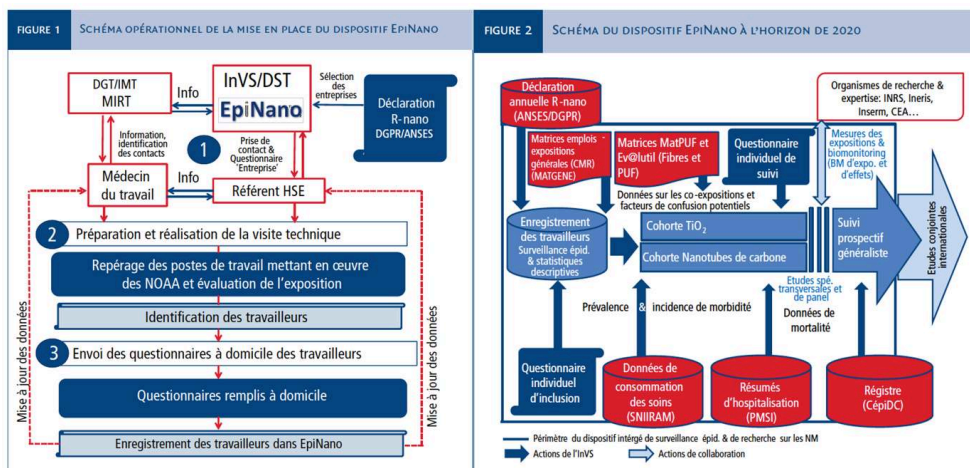 FIGURE 1
SCHÉMA OPÉRATIONNEL DE LA MISE EN PLACE DU DISPOSITIF EPINANO
DGT/IMT
MIRT
Info
InVS/DST
EpiNano
Sélection
des
entreprises
Déclaration
R-nano
DGPR/ANSES
Information,
identification
des contacts
1
Prise de
contact &
Questionnaire
'Entreprise'
Médecin
du travail
Info
Référent HSE
2
Préparation et réalisation de la visite technique
Repérage des postes de travail mettant en œuvre
des NOAA et évaluation de l'exposition
Identification des travailleurs
3
Envoi des questionnaires à domicile des travailleurs
Questionnaires remplis à domicile
Enregistrement des travailleurs dans EpiNano
Mise à jour des données
Mise à jour des données
FIGURE 2
SCHÉMA DU DISPOSITIF EPINANO À L'HORIZON DE 2020
Déclaration
annuelle R-nano
(ANSES/DGPR)
Organismes de recherche &
expertise: INRS, Ineris,
Inserm, CEA...
Matrices emplois -
expositions
générales (CMR)
(MATGENE)
Matrices MatPUF et
Ev@lutil (Fibres et
PUF)
Questionnaire
individuel de
suivi
Mesures des
expositions &
biomonitoring
(BM d'expo. et
d'effets)
Données sur les co-expositions et
facteurs de confusion potentiels
Enregistrement
des travailleurs
Surveillance épid.
& statistiques
descriptives
Cohorte TiO2
Cohorte Nanotubes de carbone
Suivi
prospectif
généraliste
Etudes conjointes
internationales
Etudes spé.
transversales et
de panel
Prévalence & incidence de morbidité
Données de
mortalité
Questionnaire
individuel
d'inclusion
Données de
consommation
des soins
(SNIIRAM)
Résumés
d'hospitalisation
(PMSI)
Régistre
(CépiDC)
Périmètre du dispositif intérgé de surveillance épid. & de recherche sur les NM
Actions de l'InVS
Actions de collaboration